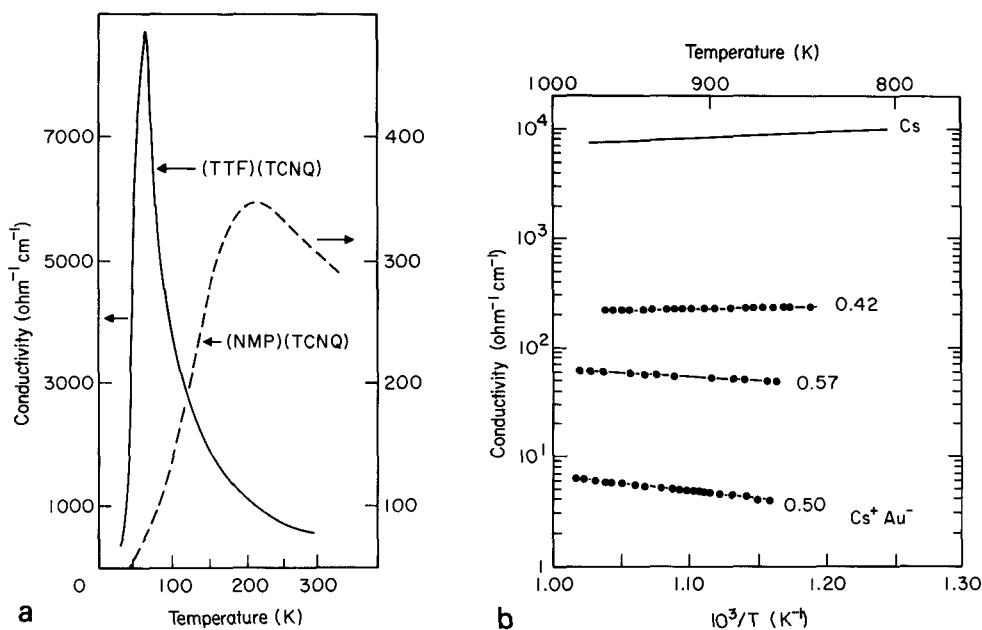 7000
5000
3000
1000
0
100
200
300
400
300
200
100
Conductivity (ohm⁻¹ cm⁻¹)
Temperature (K)
(TTF)(TCNQ)
(NMP)(TCNQ)
a
Temperature (K)
1000
900
800
10⁴
10³
10²
10¹
1
Conductivity (ohm⁻¹ cm⁻¹)
Cs
0.42
0.57
0.50
Cs⁺ Au⁻
1.00
1.10
1.20
1.30
10³/T (K⁻¹)
b